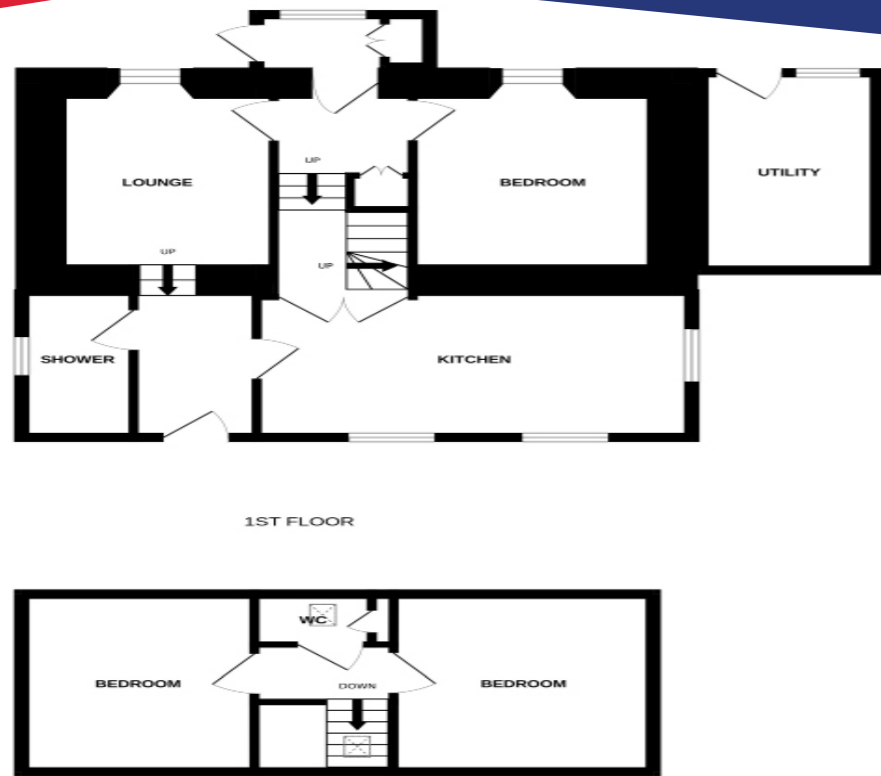 UP
LOUNGE
BEDROOM
UTILITY
UP
UP
SHOWER
KITCHEN
1ST FLOOR
WC
BEDROOM
DOWN
BEDROOM